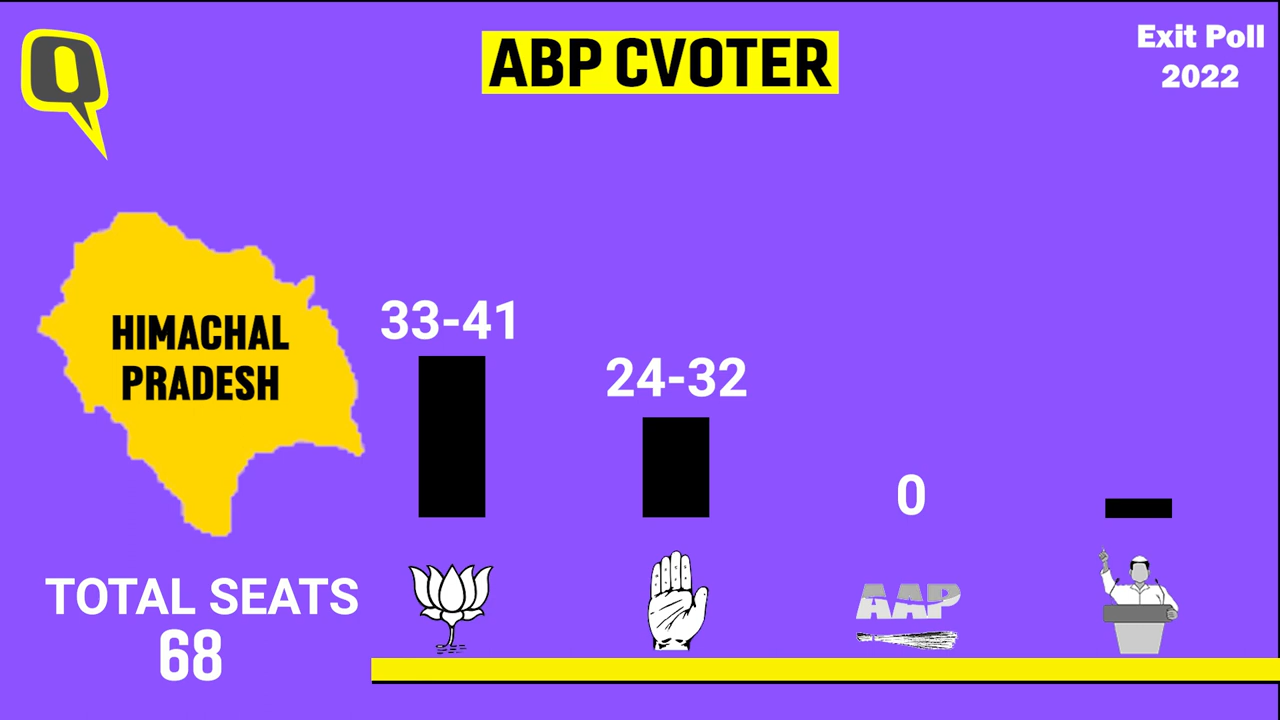 ABP CVOTER
Exit Poll
2022
HIMACHAL
PRADESH
33-41
24-32
0
AAP
TOTAL SEATS
68